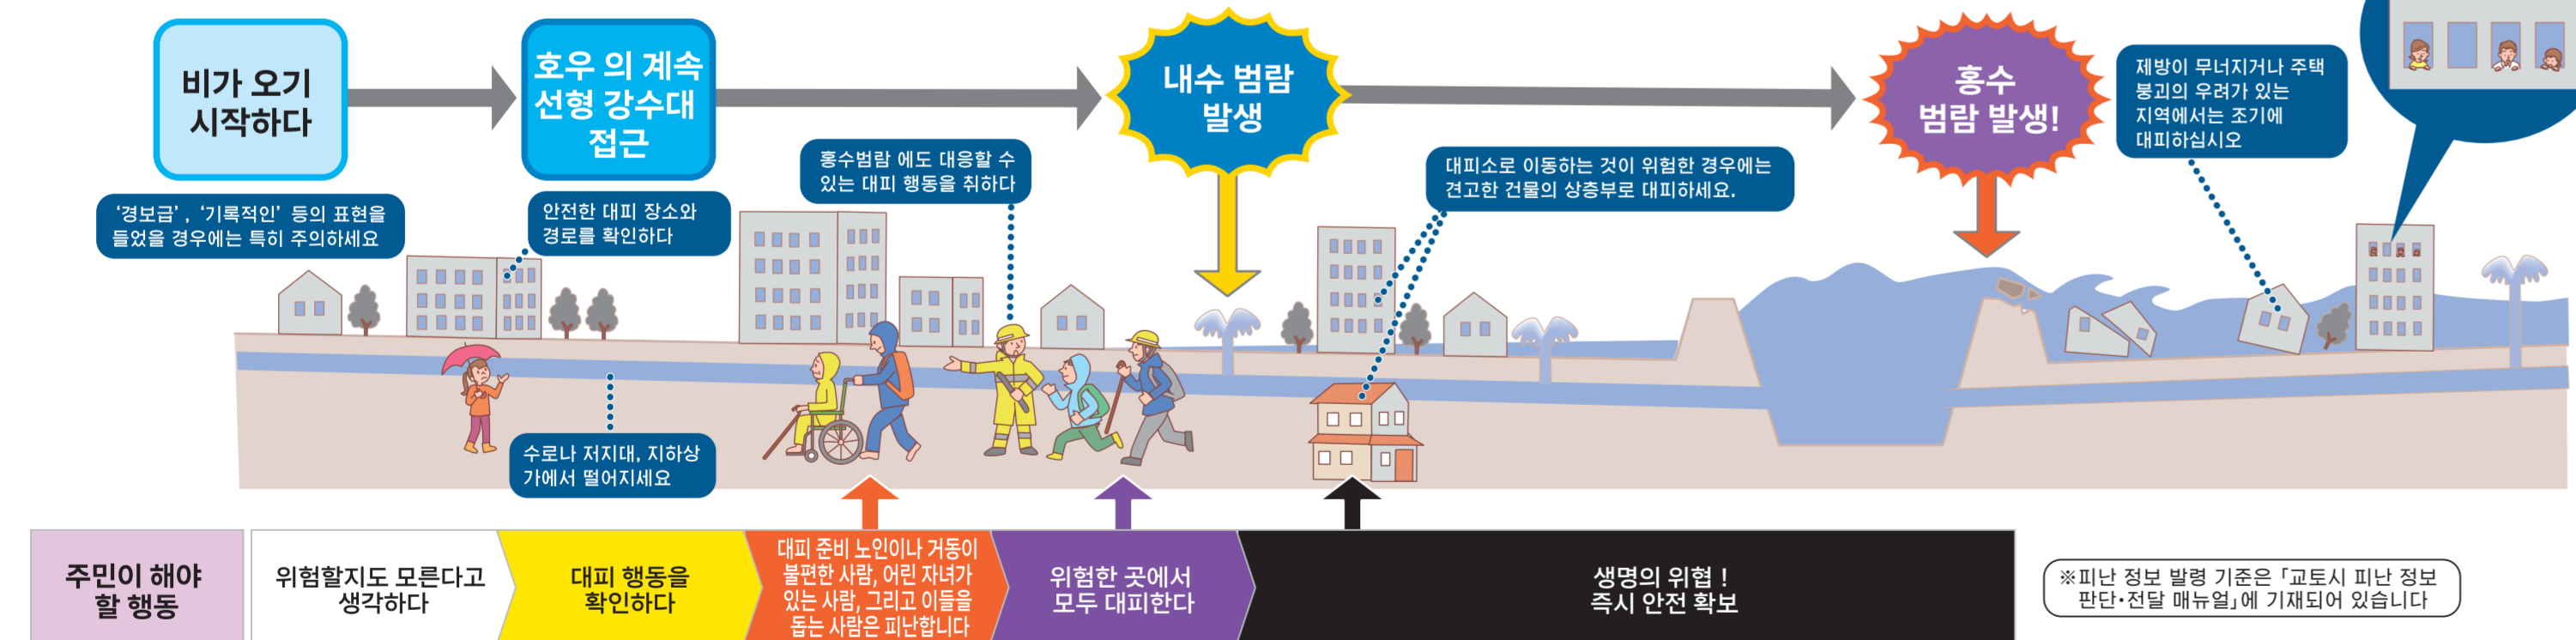 비가 오기
시작하다
호우 의 계속
선형 강수대
접근
내수 범람
발생
홍수
범람 발생!
제방이 무너지거나 주택
붕괴의 우려가 있는
지역에서는 조기에
대피하십시오
‘경보급’, ‘기록적인’ 등의 표현을
들었을 경우에는 특히 주의하세요
안전한 대피 장소와
경로를 확인하다
홍수범람 에도 대응할 수
있는 대피 행동을 취하다
대피소로 이동하는 것이 위험한 경우에는
견고한 건물의 상층부로 대피하세요.
수로나 저지대, 지하상
가에서 떨어지세요
주민이 해야
할 행동
위험할지도 모른다고
생각하다
대피 행동을
확인하다
대피 준비 노인이나 거동이
불편한 사람, 어린 자녀가
있는 사람, 그리고 이들을
돕는 사람은 피난합니다
위험한 곳에서
모두 대피한다
생명의 위협 !
즉시 안전 확보
※피난 정보 발령 기준은 「교토시 피난 정보
판단・전달 매뉴얼」에 기재되어 있습니다